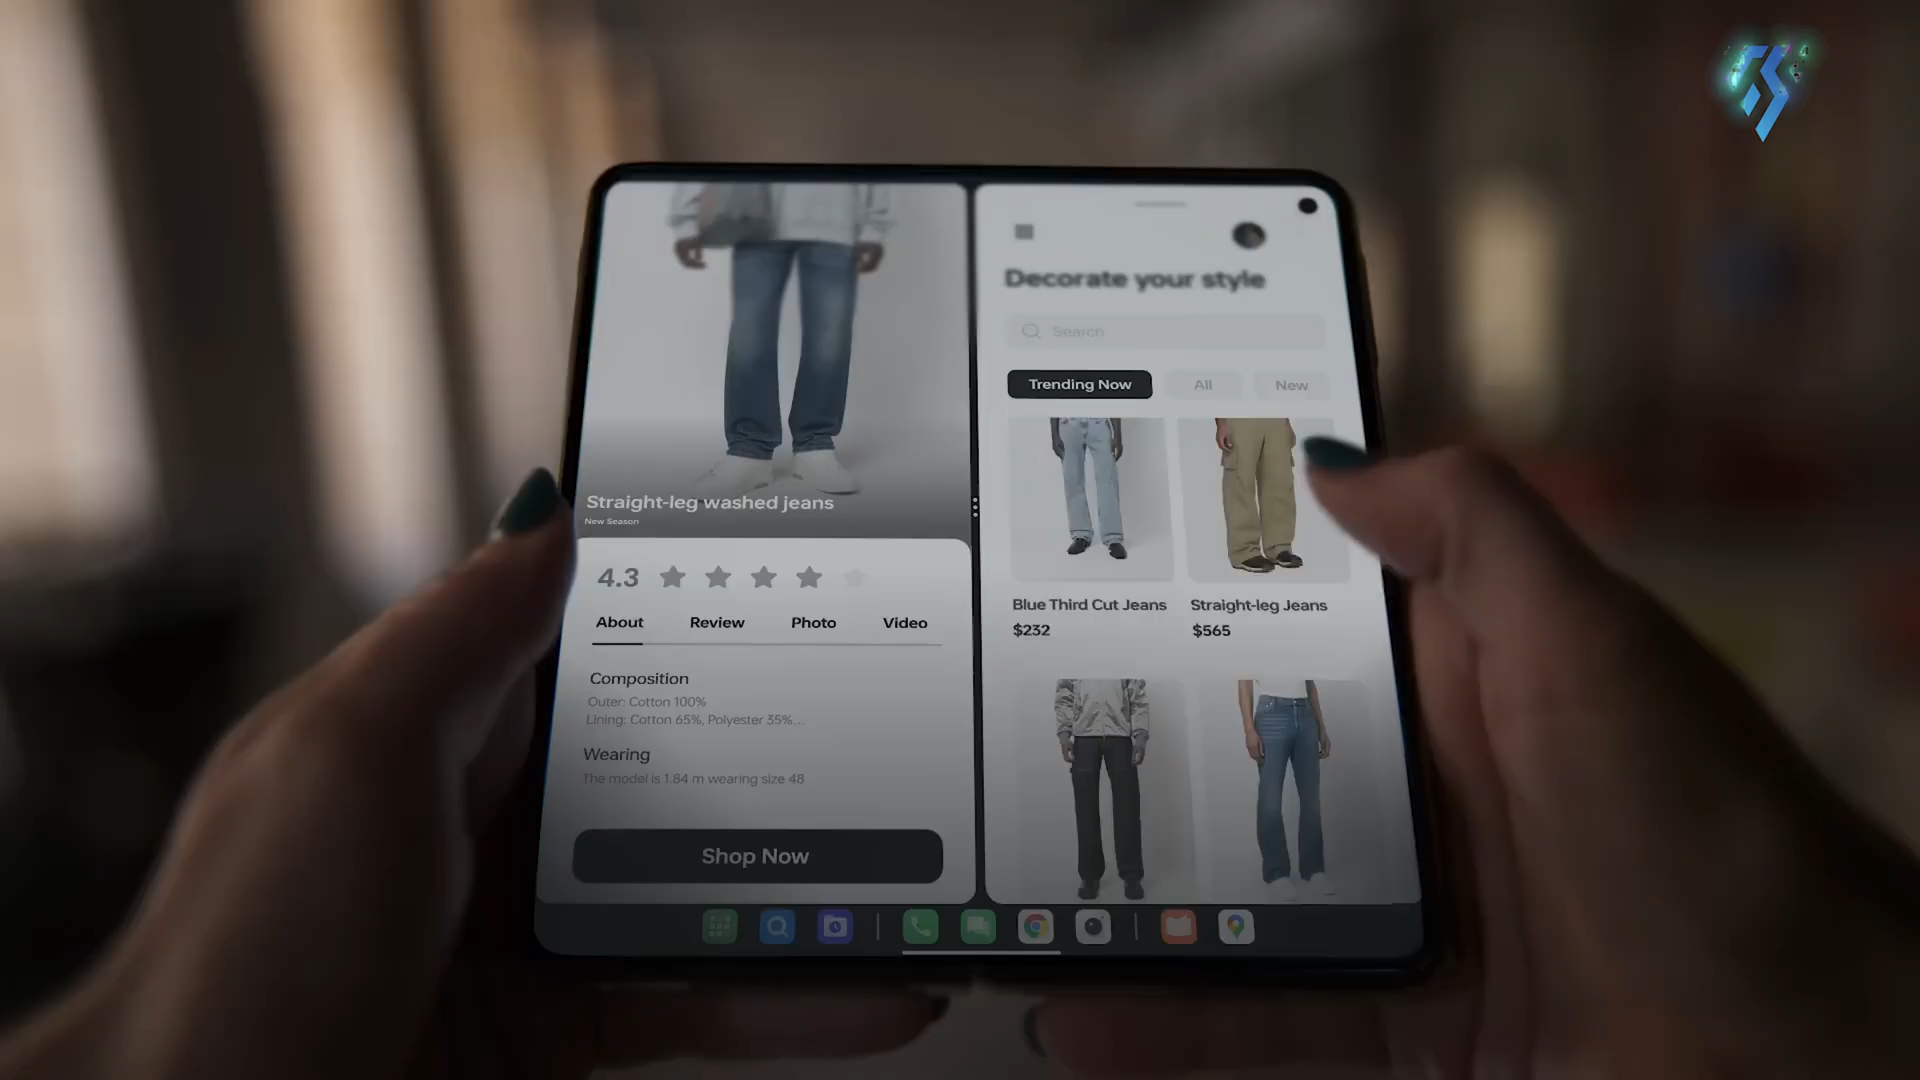 Straight-leg washed jeans
New Season
4.3
About Review Photo Video
Composition
Outer: Cotton 100%
Lining: Cotton 65%, Polyester 35%...
Wearing
The model is 1.84 m wearing size 48
Shop Now
Decorate your style
Search
Trending Now All New
Blue Third Cut Jeans
$232
Straight-leg Jeans
$565